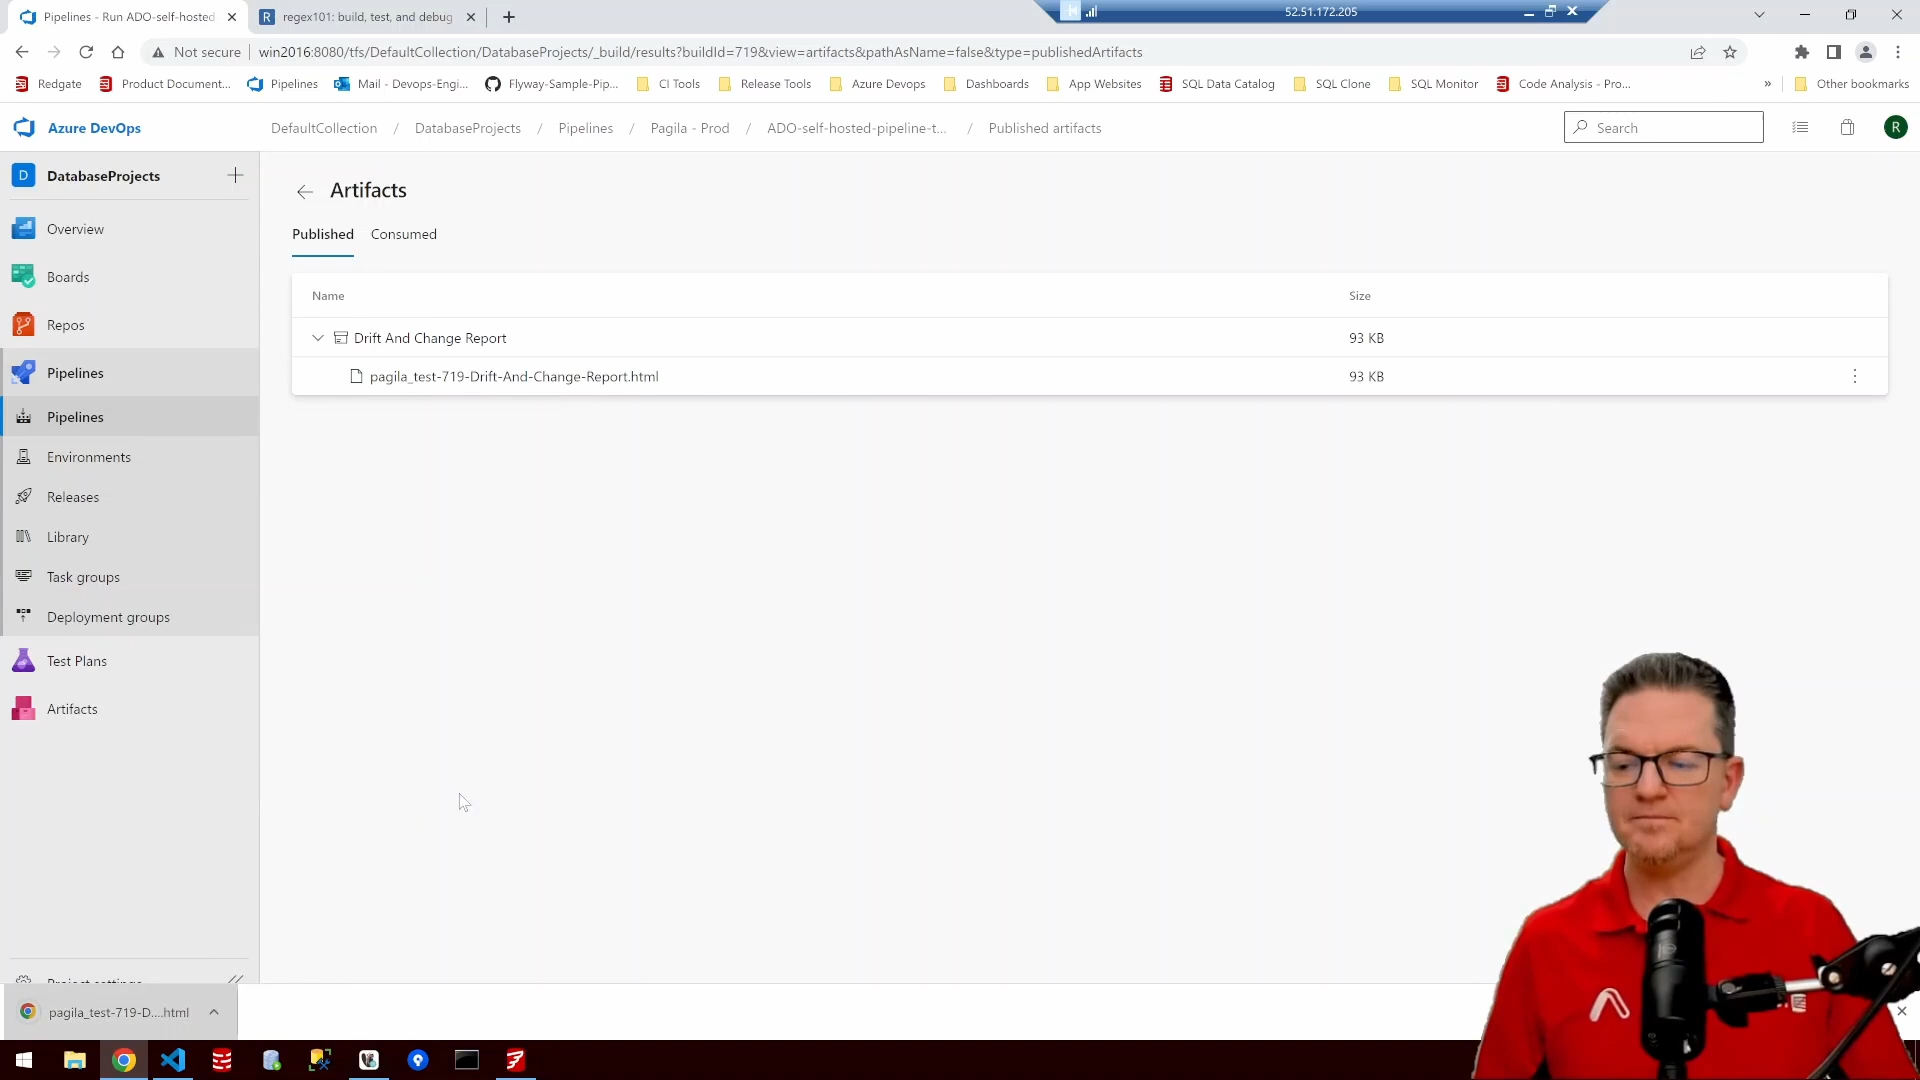 Pipelines - Run ADO-self-hosted
regex101: build, test, and debug
52.51.172.205
Not secure
win2016:8080/tfs/DefaultCollection/DatabaseProjects/_build/results?buildId=719&view=artifacts&pathAsName=false&type=publishedArtifacts
Redgate
Product Document...
Pipelines
Mail - Devops-Engi...
Flyway-Sample-Pip...
CI Tools
Release Tools
Azure Devops
Dashboards
App Websites
SQL Data Catalog
SQL Clone
SQL Monitor
Code Analysis - Pro...
»
Other bookmarks
Azure DevOps
DefaultCollection / DatabaseProjects / Pipelines / Pagila - Prod / ADO-self-hosted-pipeline-t... / Published artifacts
Search
R
D DatabaseProjects
Overview
Boards
Repos
Pipelines
Pipelines
Environments
Releases
Library
Task groups
Deployment groups
Test Plans
Artifacts
Project settings
Artifacts
Published Consumed
Name Size
Drift And Change Report 93 KB
pagila_test-719-Drift-And-Change-Report.html 93 KB
pagila_test-719-D....html